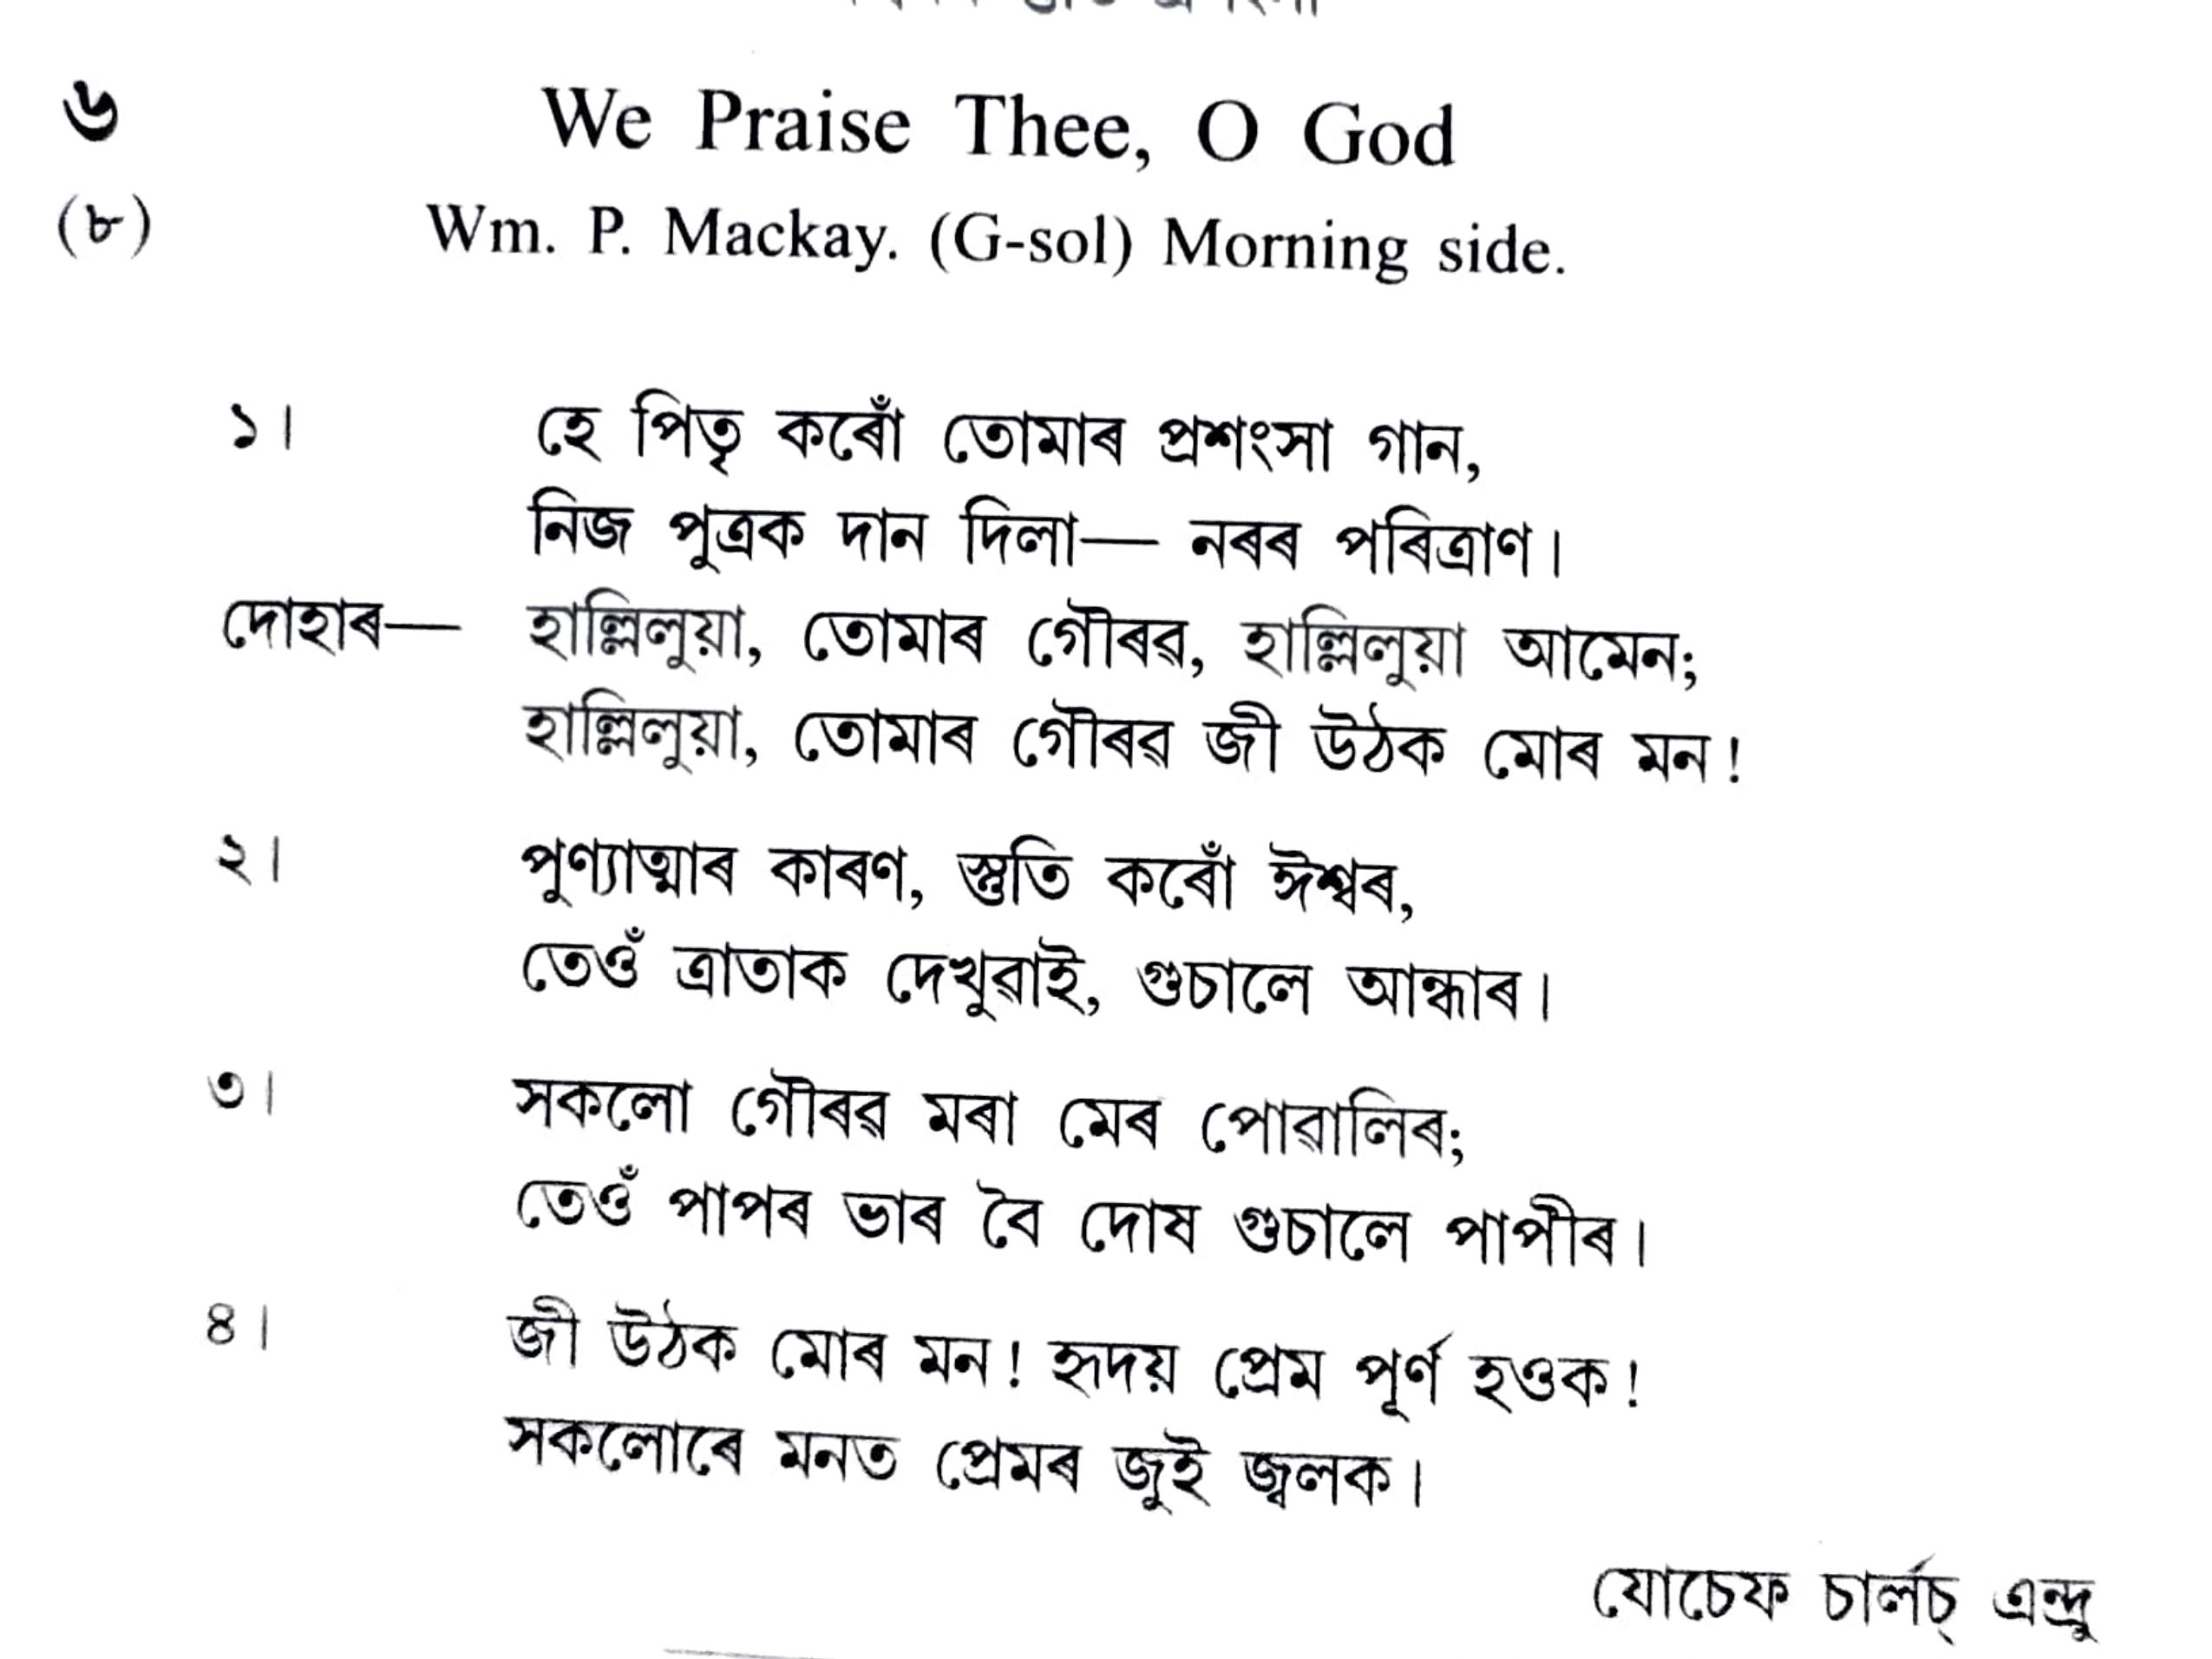 ৬ We Praise Thee, O God
(৮) Wm. P. Mackay. (G-sol) Morning side.
১। হে পিতৃ কৰোঁ তোমাৰ প্ৰশংসা গান,
নিজ পুত্ৰক দান দিলা— নৰৰ পৰিত্ৰাণ।
দোহাৰ— হাল্লিলুয়া, তোমাৰ গৌৰৱ, হাল্লিলুয়া আমেন;
হাল্লিলুয়া, তোমাৰ গৌৰৱ জী উঠক মোৰ মন!
২। পুণ্যাত্মাৰ কাৰণ, স্তুতি কৰোঁ ঈশ্বৰ,
তেওঁ ত্ৰাতাক দেখুৱাই, গুচালে আন্ধাৰ।
৩। সকলো গৌৰৱ মৰা মেৰ পোৱালিৰ;
তেওঁ পাপৰ ভাৰ বৈ দোষ গুচালে পাপীৰ।
৪। জী উঠক মোৰ মন! হৃদয় প্ৰেম পূৰ্ণ হওক!
সকলোৰে মনত প্ৰেমৰ জুই জ্বলক।
যোচেফ চাৰ্লচ্ এন্দ্ৰু